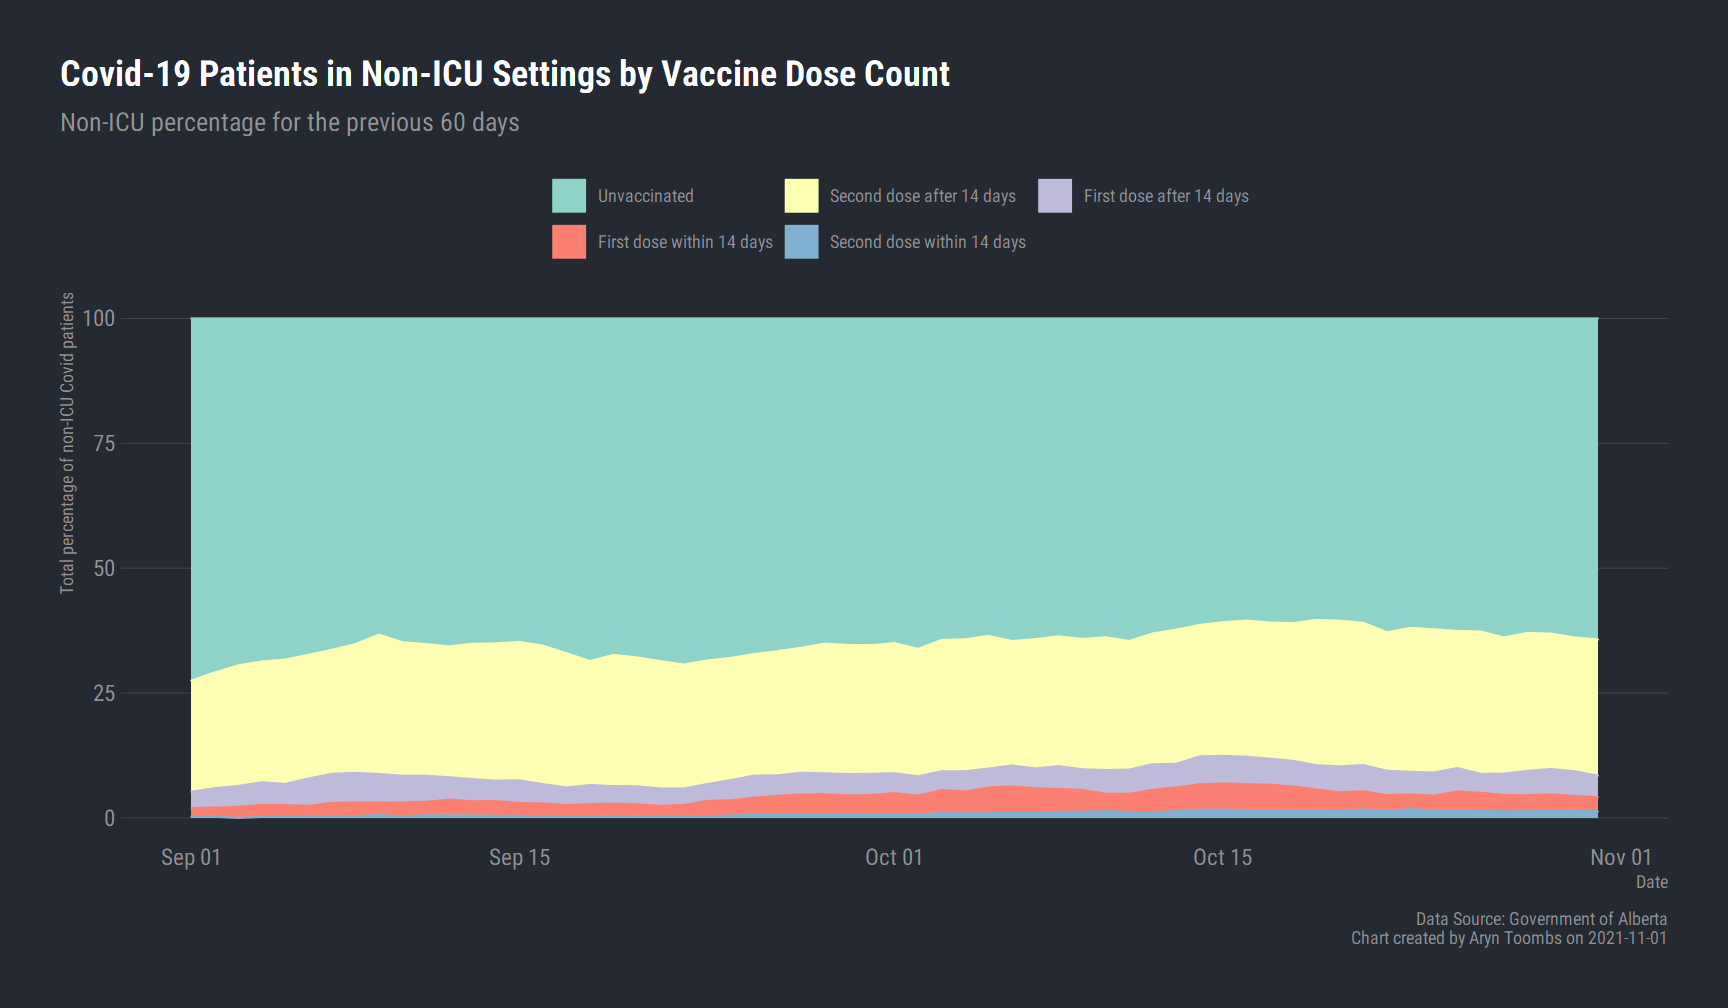 Covid-19 Patients in Non-ICU Settings by Vaccine Dose Count
Non-ICU percentage for the previous 60 days
Unvaccinated
Second dose after 14 days
First dose after 14 days
First dose within 14 days
Second dose within 14 days
Total percentage of non-ICU Covid patients
100
75
50
25
0
Sep 01
Sep 15
Oct 01
Oct 15
Nov 01
Date
Data Source: Government of Alberta
Chart created by Aryn Toombs on 2021-11-01